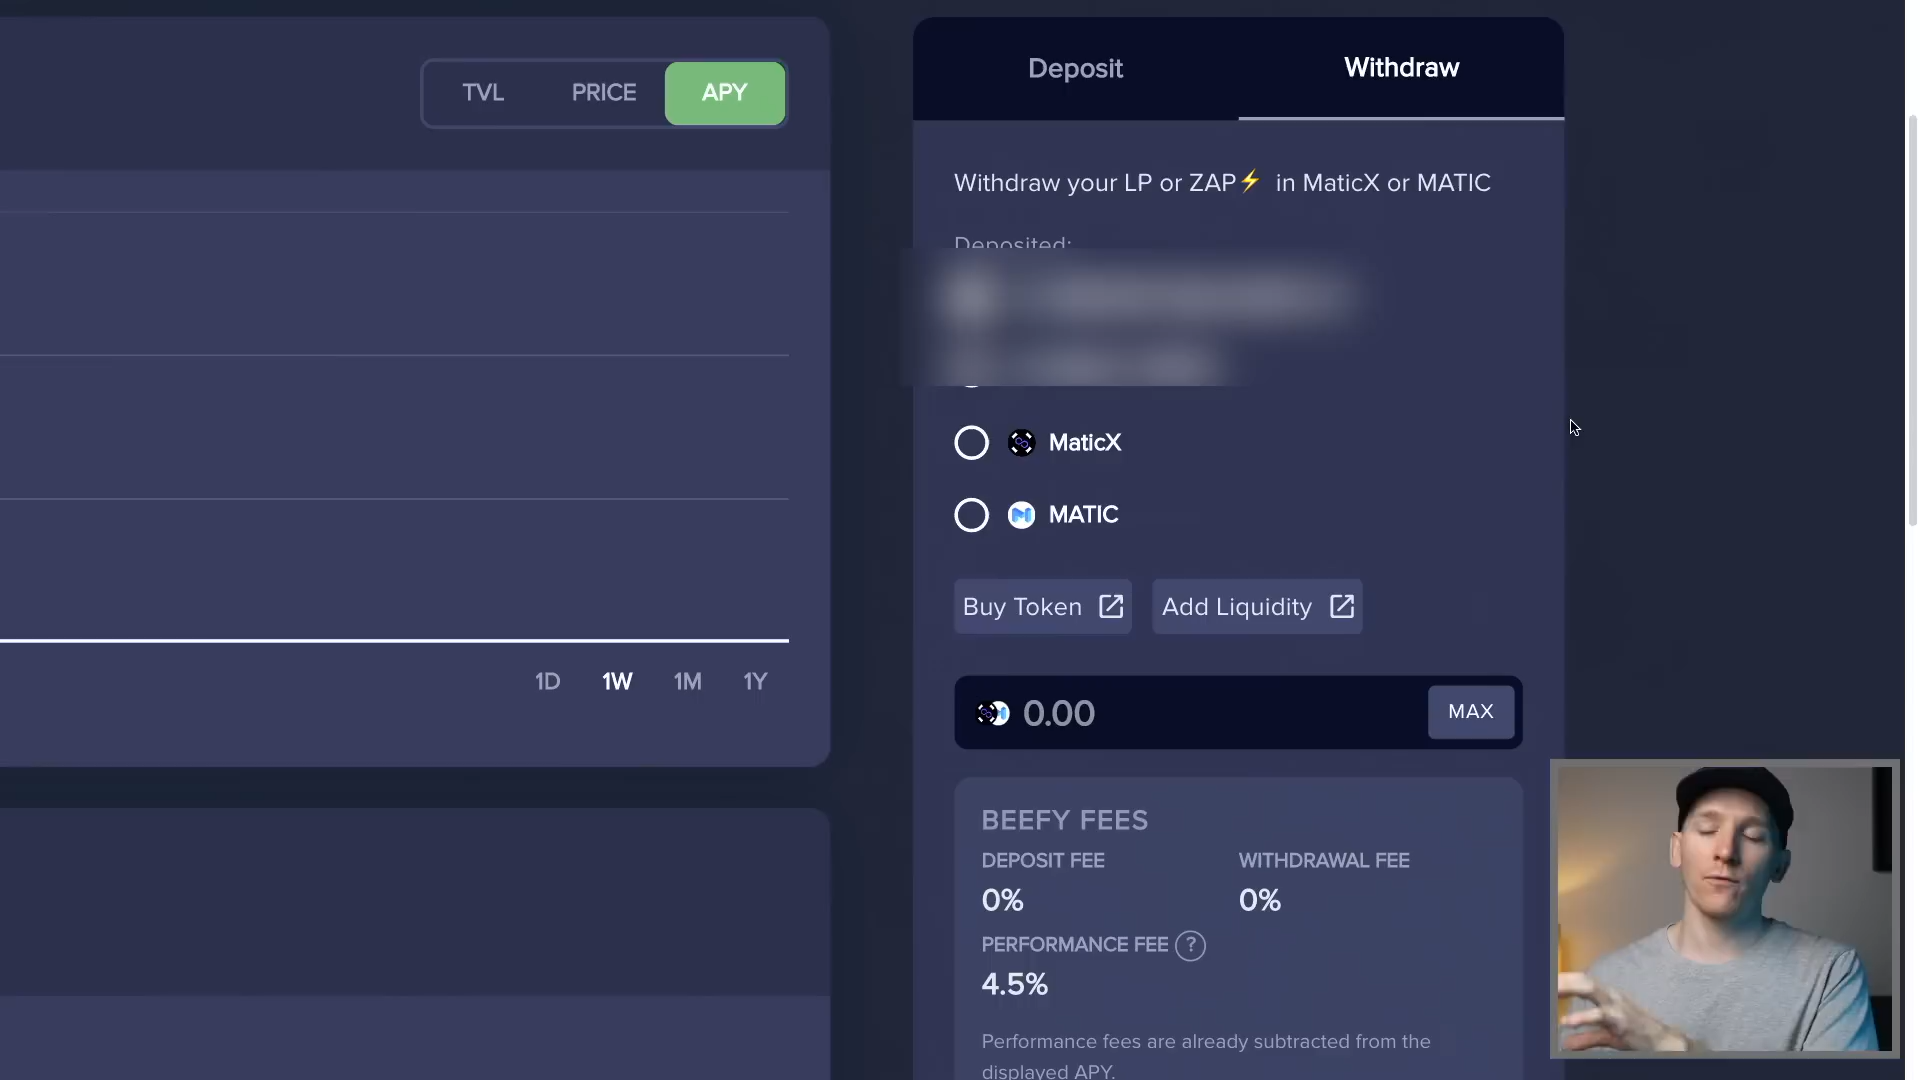 TVL PRICE APY
1D 1W 1M 1Y
Deposit Withdraw
Withdraw your LP or ZAP⚡ in MaticX or MATIC
Deposited:
MaticX
MATIC
Buy Token Add Liquidity
0.00 MAX
BEEFY FEES
DEPOSIT FEE WITHDRAWAL FEE
0% 0%
PERFORMANCE FEE ?
4.5%
Performance fees are already subtracted from the
displayed APY.